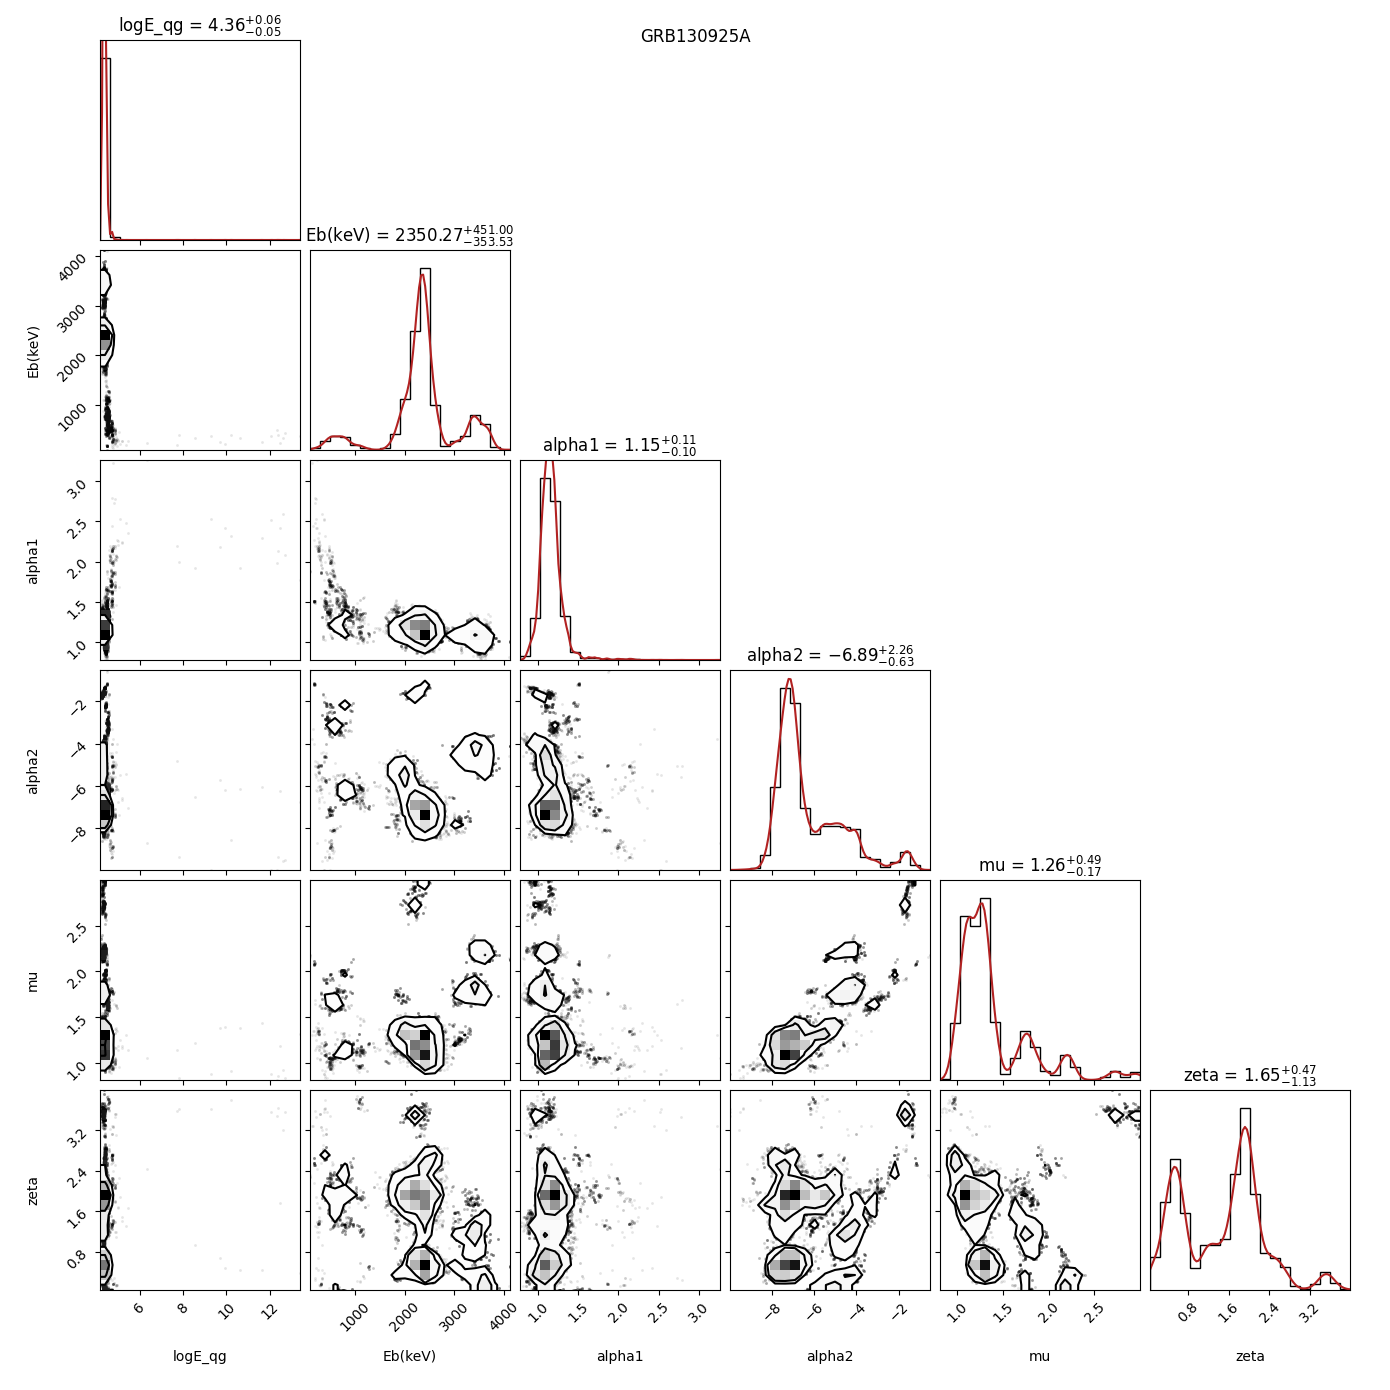 GRB130925A
logE_qg = 4.36+0.06−0.05
Eb(keV) = 2350.27+451.00−353.53
4000
3000
2000
1000
Eb(keV)
alpha1 = 1.15+0.11−0.10
3.0
2.5
2.0
1.5
1.0
alpha1
alpha2 = −6.89+2.26−0.63
−2
−4
−6
−8
alpha2
mu = 1.26+0.49−0.17
2.5
2.0
1.5
1.0
mu
zeta = 1.65+0.47−1.13
3.2
2.4
1.6
0.8
zeta
6 8 10 12
1000 2000 3000 4000
1.0 1.5 2.0 2.5 3.0
−8 −6 −4 −2
1.0 1.5 2.0 2.5
0.8 1.6 2.4 3.2
logE_qg Eb(keV) alpha1 alpha2 mu zeta